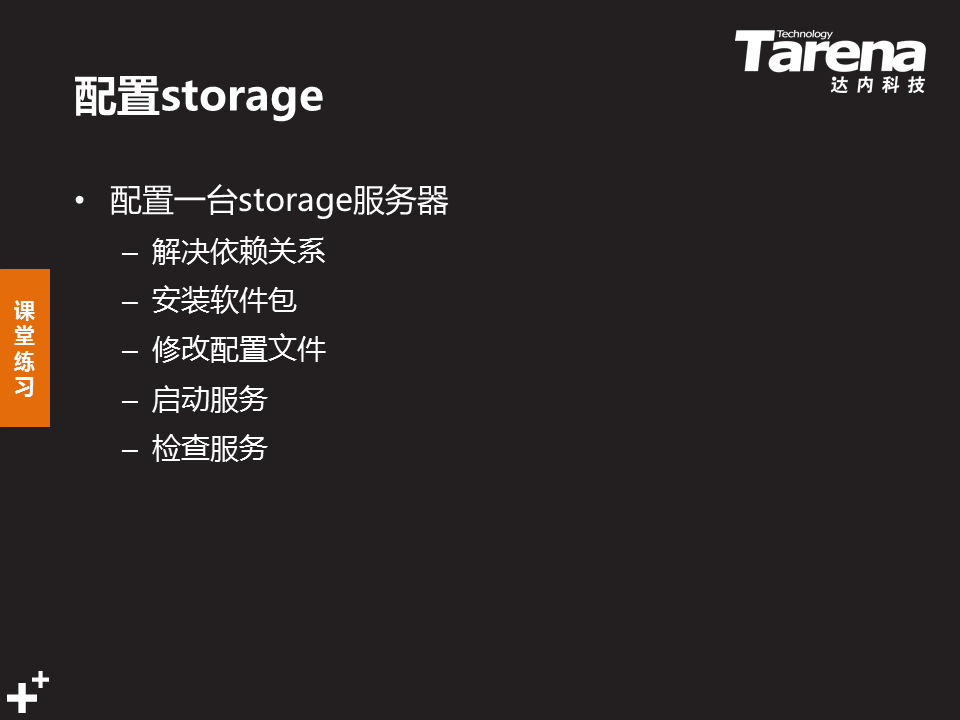 Technology
Tarena
达内科技
配置storage
• 配置一台storage服务器
– 解决依赖关系
– 安装软件包
– 修改配置文件
– 启动服务
– 检查服务
课堂练习